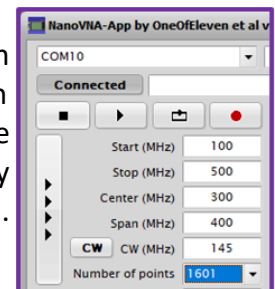 NanoVNA-App by OneOfEleven et al v
COM10
Connected
Start (MHz) 100
Stop (MHz) 500
Center (MHz) 300
Span (MHz) 400
CW CW (MHz) 145
Number of points 1601